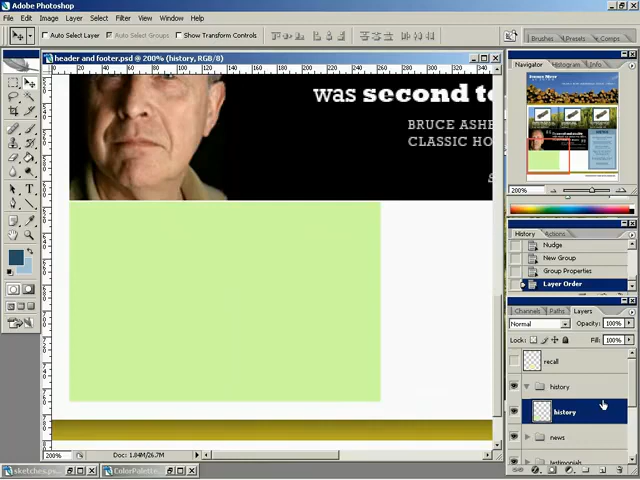 Adobe Photoshop
File Edit Image Layer Select Filter View Window Help
Auto Select Layer Auto Select Groups Show Transform Controls
Brushes Presets Comps
header and footer.psd @ 200% (history, RGB/8)
Navigator Histogram Info
was second to
BRUCE ASHE
CLASSIC HO
200%
History Actions
Nudge
New Group
Group Properties
Layer Order
Channels Paths Layers
Normal Opacity: 100%
Lock: Fill: 100%
recall
history
history
news
testimonials
200% Doc: 1.84M/26.7M
sketches.ps... ColorPalette...